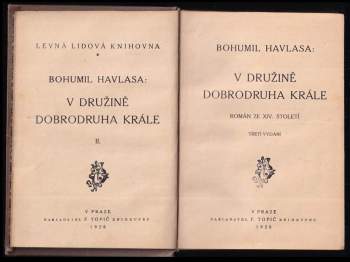 LEVNÁ LIDOVÁ KNIHOVNA
BOHUMIL HAVLASA:
V DRUŽINĚ
DOBRODRUHA KRÁLE
II.
V PRAZE
NAKLADATEL F. TOPIČ KNIHKUPEC
1928
BOHUMIL HAVLASA:
V DRUŽINĚ
DOBRODRUHA KRÁLE
ROMÁN ZE XIV. STOLETÍ
TŘETÍ VYDÁNÍ
V PRAZE
NAKLADATEL F. TOPIČ KNIHKUPEC
1928